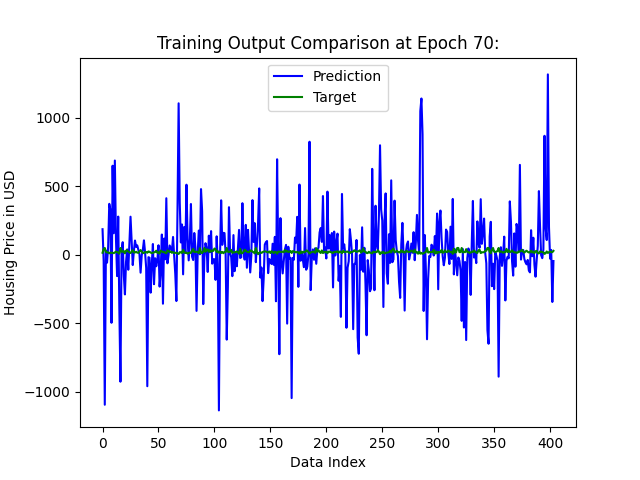 Training Output Comparison at Epoch 70:
Prediction
Target
Housing Price in USD
1000
500
0
−500
−1000
0 50 100 150 200 250 300 350 400
Data Index